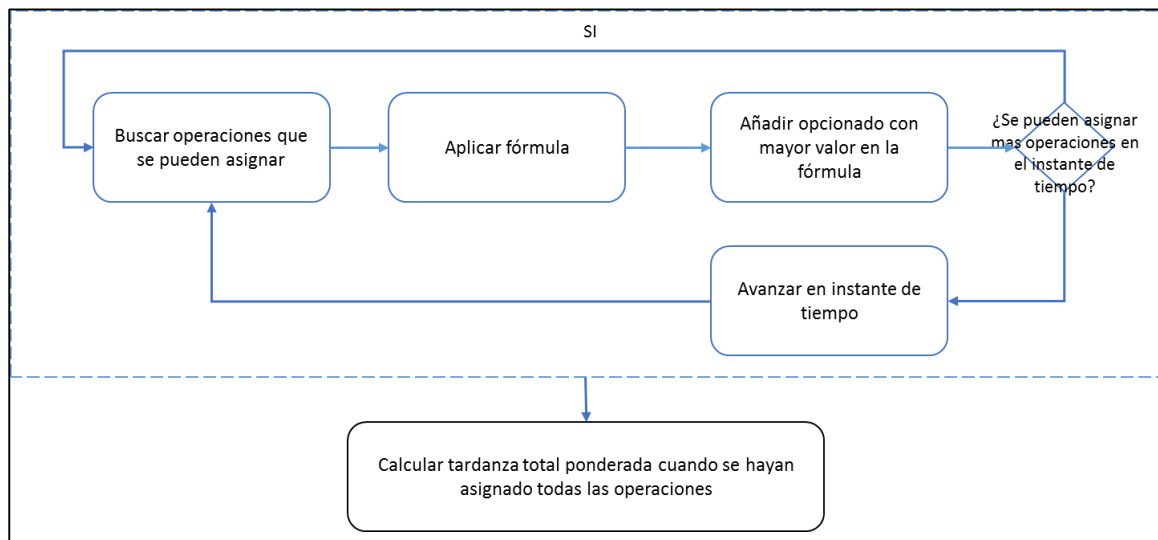 SI
Buscar operaciones que
se pueden asignar
Aplicar fórmula
Añadir opcionado con
mayor valor en la
fórmula
¿Se pueden asignar
mas operaciones en
el instante de
tiempo?
Avanzar en instante de
tiempo
Calcular tardanza total ponderada cuando se hayan
asignado todas las operaciones